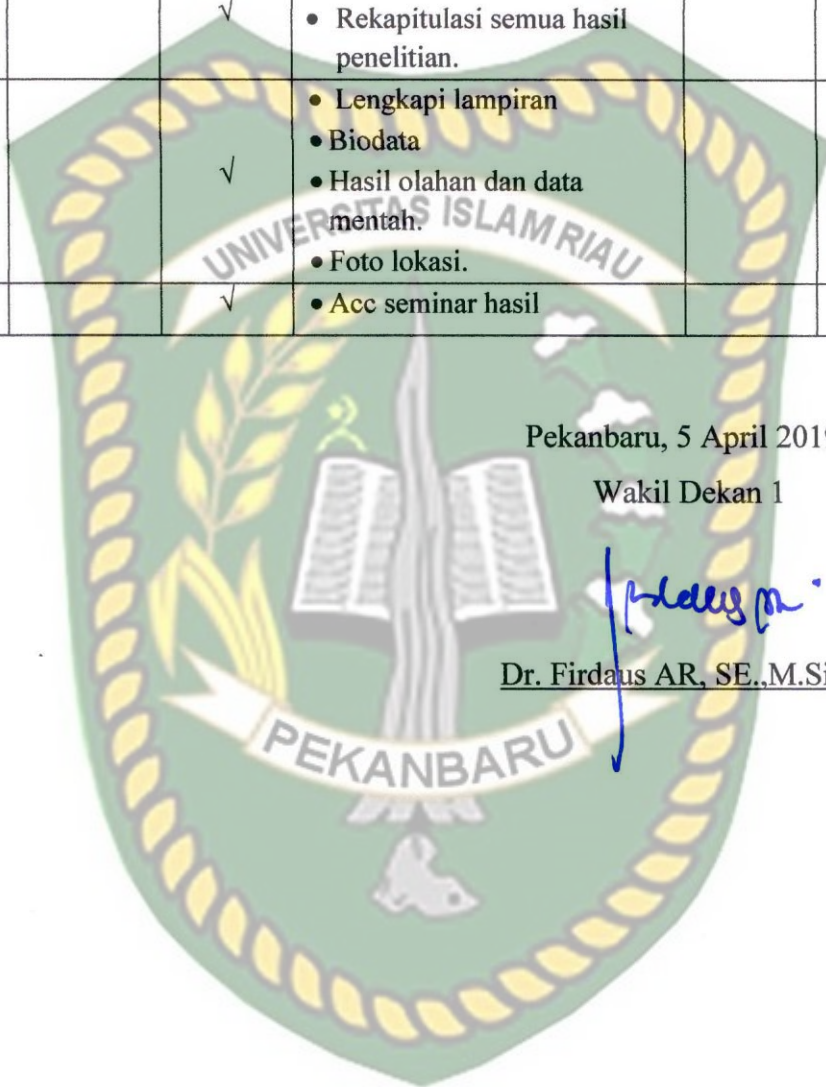 √
• Rekapitulasi semua hasil
penelitian.
• Lengkapi lampiran
• Biodata
√
• Hasil olahan dan data
mentah.
• Foto lokasi.
√
• Acc seminar hasil
UNIVERSITAS ISLAM RIAU
Pekanbaru, 5 April 2019
Wakil Dekan 1
Dr. Firdaus AR, SE.,M.Si
PEKANBARU